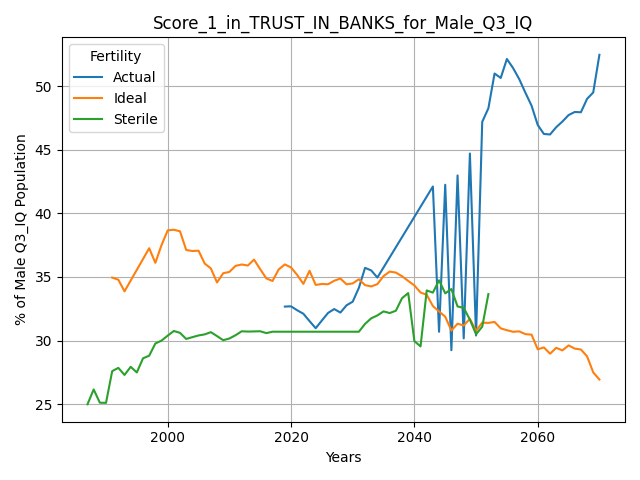 Score_1_in_TRUST_IN_BANKS_for_Male_Q3_IQ
Fertility
Actual
Ideal
Sterile
% of Male Q3_IQ Population
50
45
40
35
30
25
2000
2020
2040
2060
Years